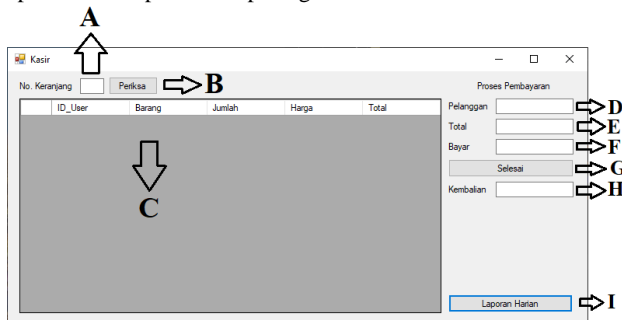 A
Kasir
No. Keranjang Periksa B Proses Pembayaran
ID_User Barang Jumlah Harga Total Pelanggan D
Total E
Bayar F
Selesai G
C Kembalian H
Laporan Harian I